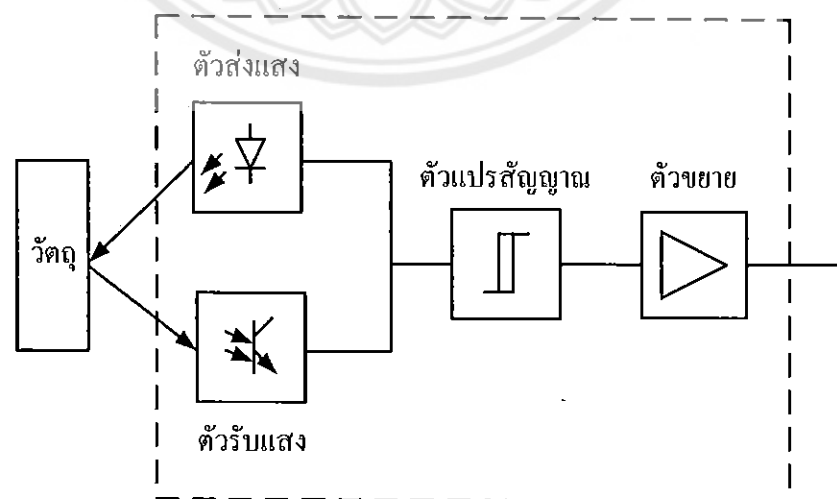 ตัวส่งแสง
ตัวแปรสัญญาณ
ตัวขยาย
วัตถุ
ตัวรับแสง